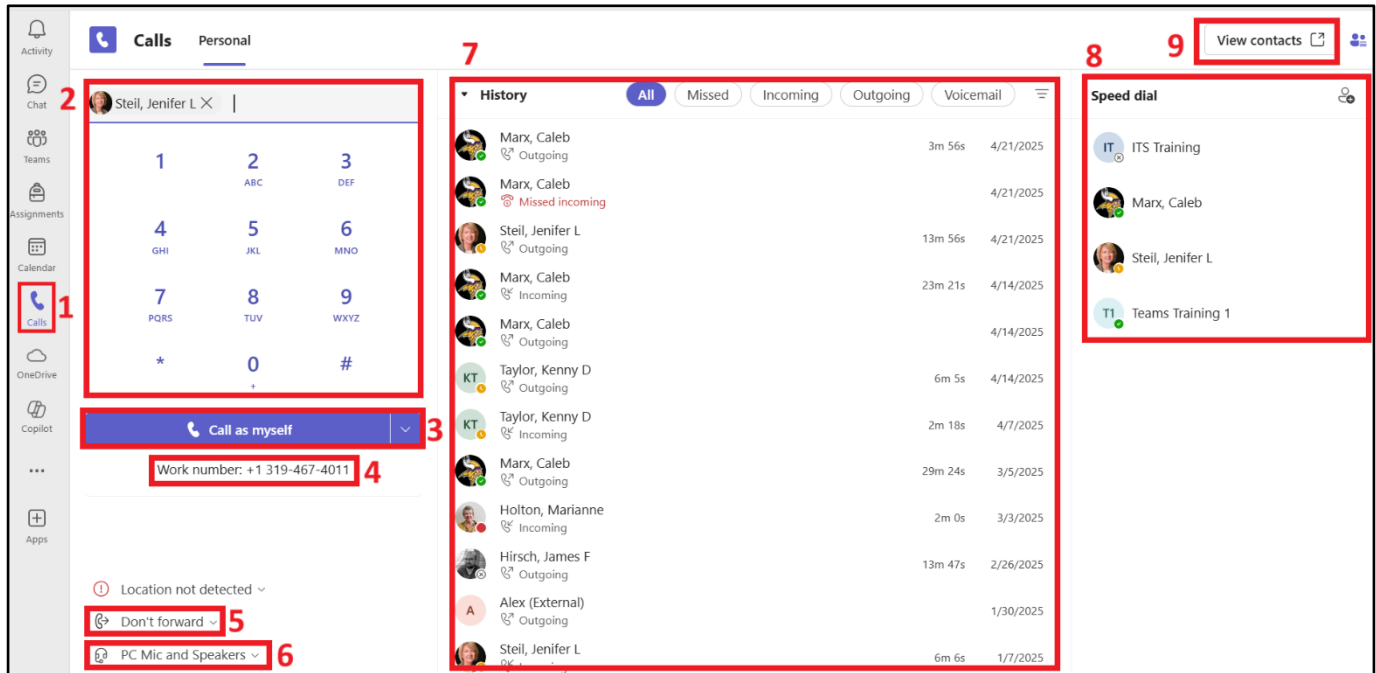 Activity
Chat
Teams
Assignments
Calendar
Calls
OneDrive
Copilot
Apps
1
Calls Personal
View contacts
9
2
Steil, Jenifer L
1 2 3
ABC DEF
4 5 6
GHI JKL MNO
7 8 9
PQRS TUV WXYZ
* 0 #
+
Call as myself
3
Work number: +1 319-467-4011
4
Location not detected
Don't forward
5
PC Mic and Speakers
6
7
History All Missed Incoming Outgoing Voicemail
Marx, Caleb
Outgoing 3m 56s 4/21/2025
Marx, Caleb
Missed incoming 4/21/2025
Steil, Jenifer L
Outgoing 13m 56s 4/21/2025
Marx, Caleb
Incoming 23m 21s 4/14/2025
Marx, Caleb
Outgoing 4/14/2025
KT Taylor, Kenny D
Outgoing 6m 5s 4/14/2025
KT Taylor, Kenny D
Incoming 2m 18s 4/7/2025
Marx, Caleb
Outgoing 29m 24s 3/5/2025
Holton, Marianne
Incoming 2m 0s 3/3/2025
Hirsch, James F
Outgoing 13m 47s 2/26/2025
A Alex (External)
Outgoing 1/30/2025
Steil, Jenifer L
6m 6s 1/7/2025
8
Speed dial
IT ITS Training
Marx, Caleb
Steil, Jenifer L
T1 Teams Training 1